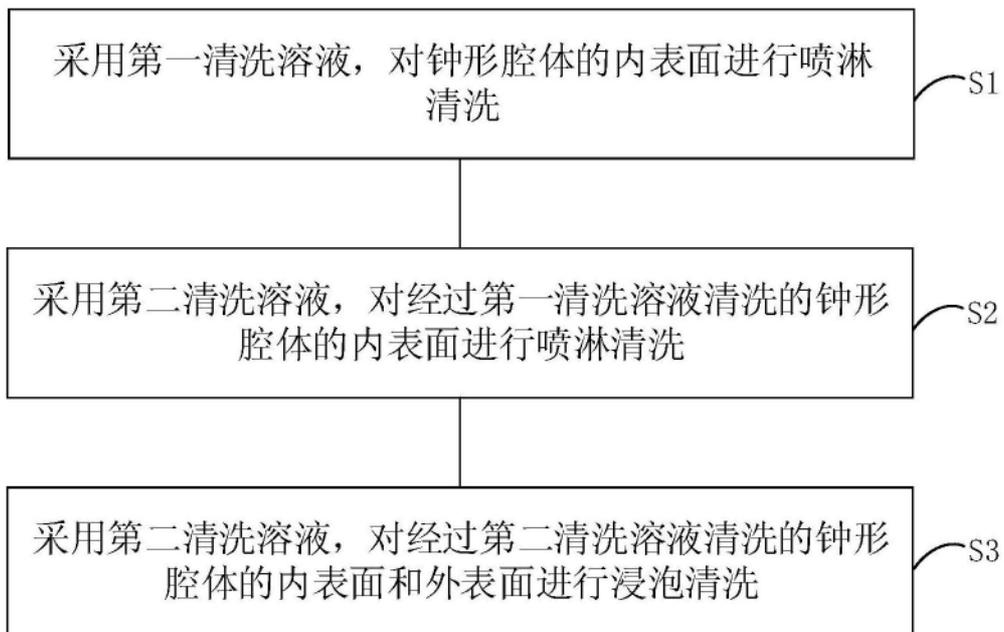 采用第一清洗溶液，对钟形腔体的内表面进行喷淋
清洗
S1
采用第二清洗溶液，对经过第一清洗溶液清洗的钟形
腔体的内表面进行喷淋清洗
S2
采用第二清洗溶液，对经过第二清洗溶液清洗的钟形
腔体的内表面和外表面进行浸泡清洗
S3